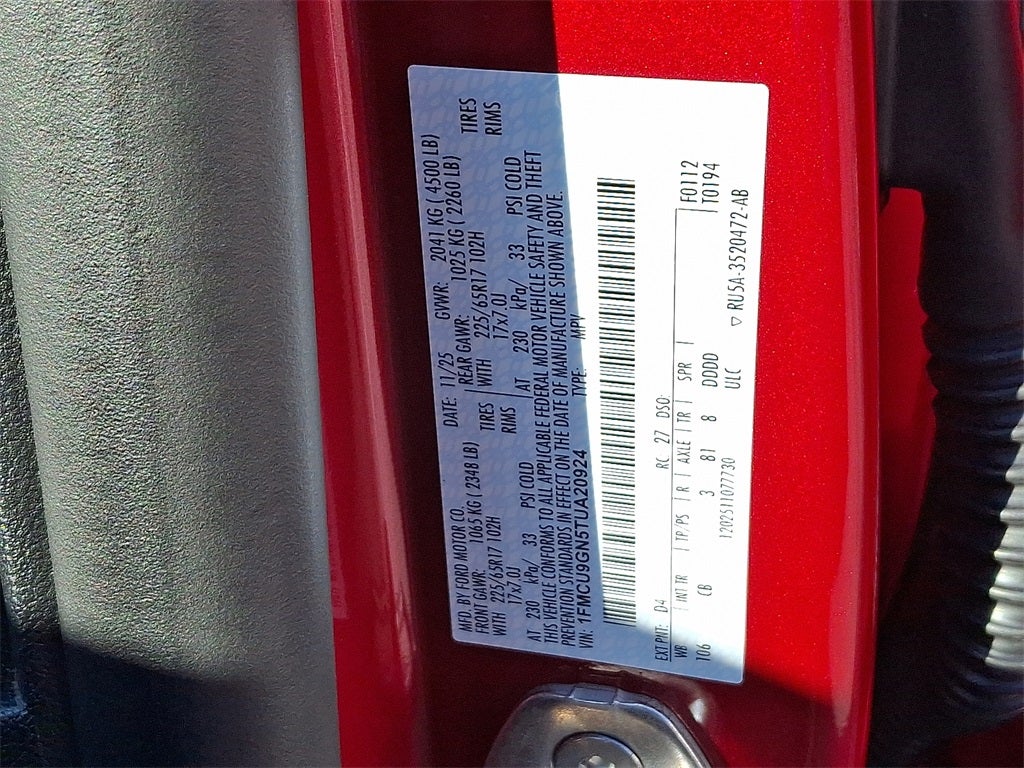 MFD. BY FORD MOTOR CO.
DATE: 11/25 GVWR: 2041 KG ( 4500 LB)
FRONT GAWR: 1065 KG ( 2348 LB)
REAR GAWR: 1025 KG ( 2260 LB)
WITH 225/65R17 102H TIRES
WITH 225/65R17 102H TIRES
17x7.0J RIMS
17x7.0J RIMS
AT 230 kPa/ 33 PSI COLD
AT 230 kPa/ 33 PSI COLD
THIS VEHICLE CONFORMS TO ALL APPLICABLE FEDERAL MOTOR VEHICLE SAFETY AND THEFT
PREVENTION STANDARDS IN EFFECT ON THE DATE OF MANUFACTURE SHOWN ABOVE.
VIN: 1FMCU9GN5TUA20924 TYPE: MPV
EXT PNT: D4 RC: 27 DSO:
WB INT TR TP/PS R AXLE TR SPR F0112
106 CB 3 81 8 DDDD T0194
1202511077730 ULC ▽ RU5A-3520472-AB